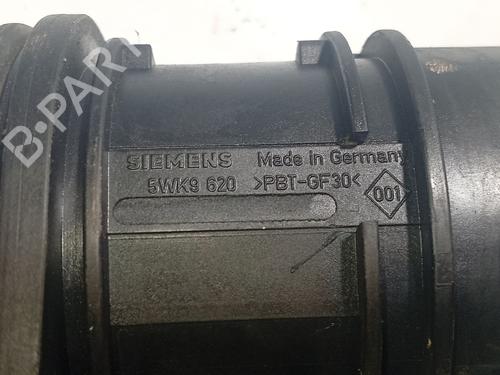 B-PARTS
SIEMENS Made in Germany
5WK9 620 >PBT-GF30< 001